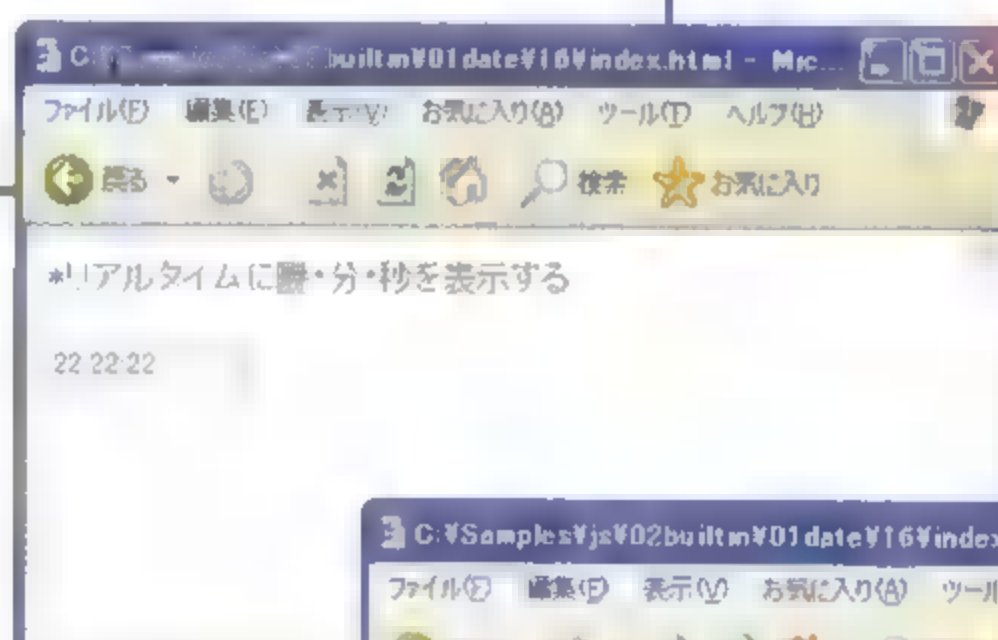 builtin¥01date¥16¥index.html - Mic...
ファイル(F) 編集(E) 表示(V) お気に入り(A) ツール(T) ヘルプ(H)
戻る 検索 お気に入り
*リアルタイムに時・分・秒を表示する
22:22:22
C:¥Samples¥js¥02builtin¥01date¥16¥index
ファイル(F) 編集(E) 表示(V) お気に入り(A) ツール